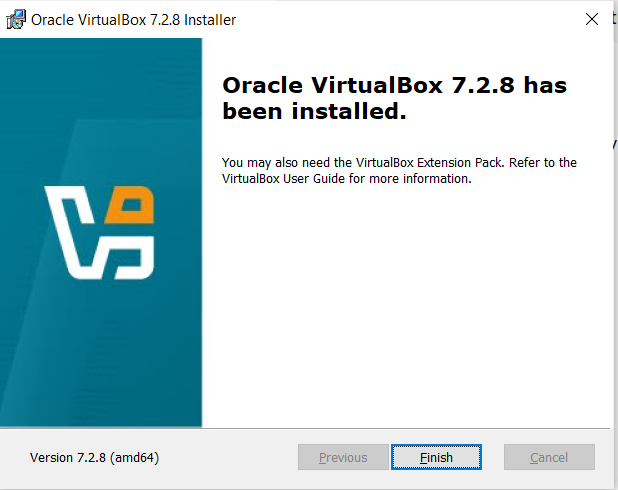 Oracle VirtualBox 7.2.8 Installer
Oracle VirtualBox 7.2.8 has
been installed.
You may also need the VirtualBox Extension Pack. Refer to the
VirtualBox User Guide for more information.
Version 7.2.8 (amd64)
Previous
Finish
Cancel